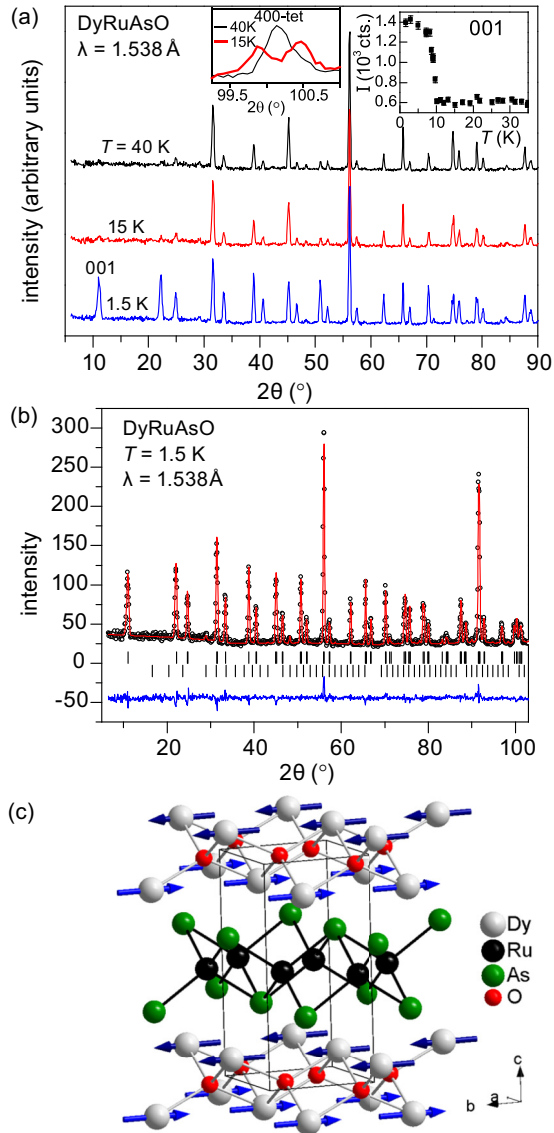 (a)
DyRuAsO
λ = 1.538 Å
400-tet
40K
15K
99.5 100.5
2θ (°)
001
I (10³ cts.)
1.4
1.2
1.0
0.8
0.6
0 10 20 30
T (K)
intensity (arbitrary units)
T = 40 K
15 K
001
1.5 K
10 20 30 40 50 60 70 80 90
2θ (°)
(b)
DyRuAsO
T = 1.5 K
λ = 1.538Å
intensity
300
250
200
150
100
50
0
-50
20 40 60 80 100
2θ (°)
(c)
Dy
Ru
As
O
c
b a